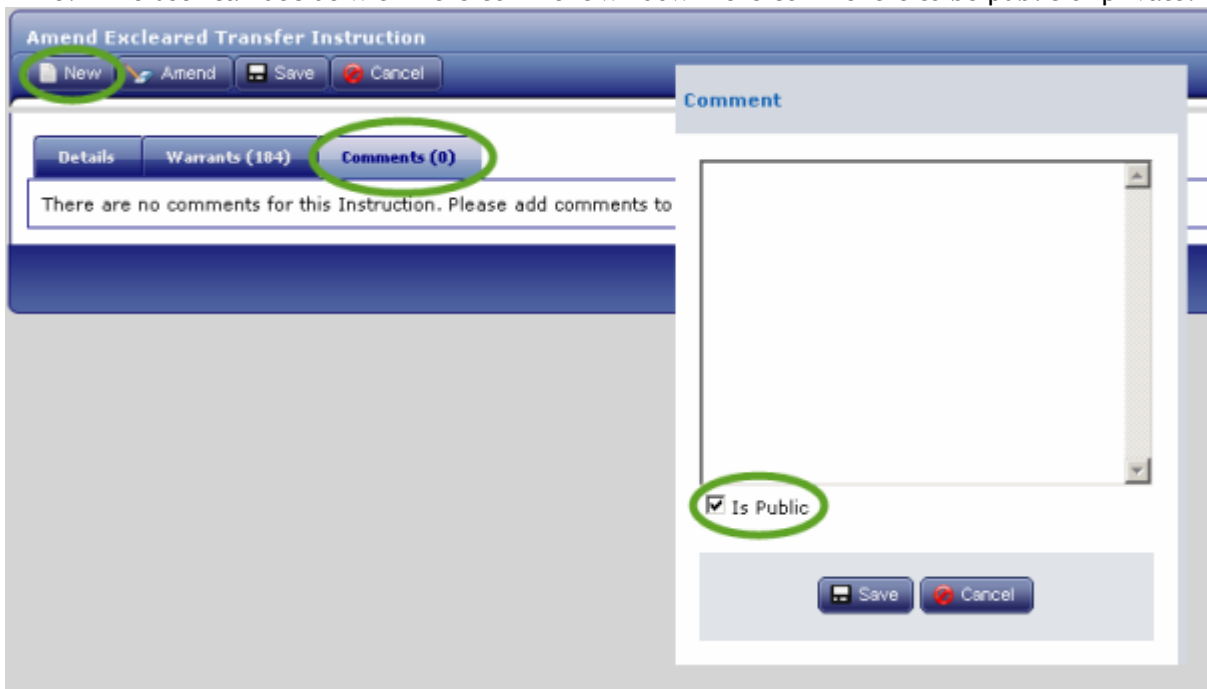 Amend Excleared Transfer Instruction
New Amend Save Cancel
Comment
Details Warrants (184) Comments (0)
There are no comments for this Instruction. Please add comments to
Is Public
Save Cancel